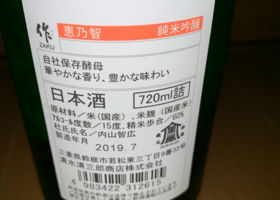 作 恵乃智 純米吟醸
ZAKU
自社保存酵母
華やかな香り、豊かな味わい
日本酒 720ml詰
原材料／米(国産)、米麹(国産米)
アルコール度数／15度、精米歩合／60%
杜氏氏名／内山智広
製造年月 2019.7
三重県鈴鹿市若松東三丁目9番33号
清水清三郎商店株式会社
4 983422 312615